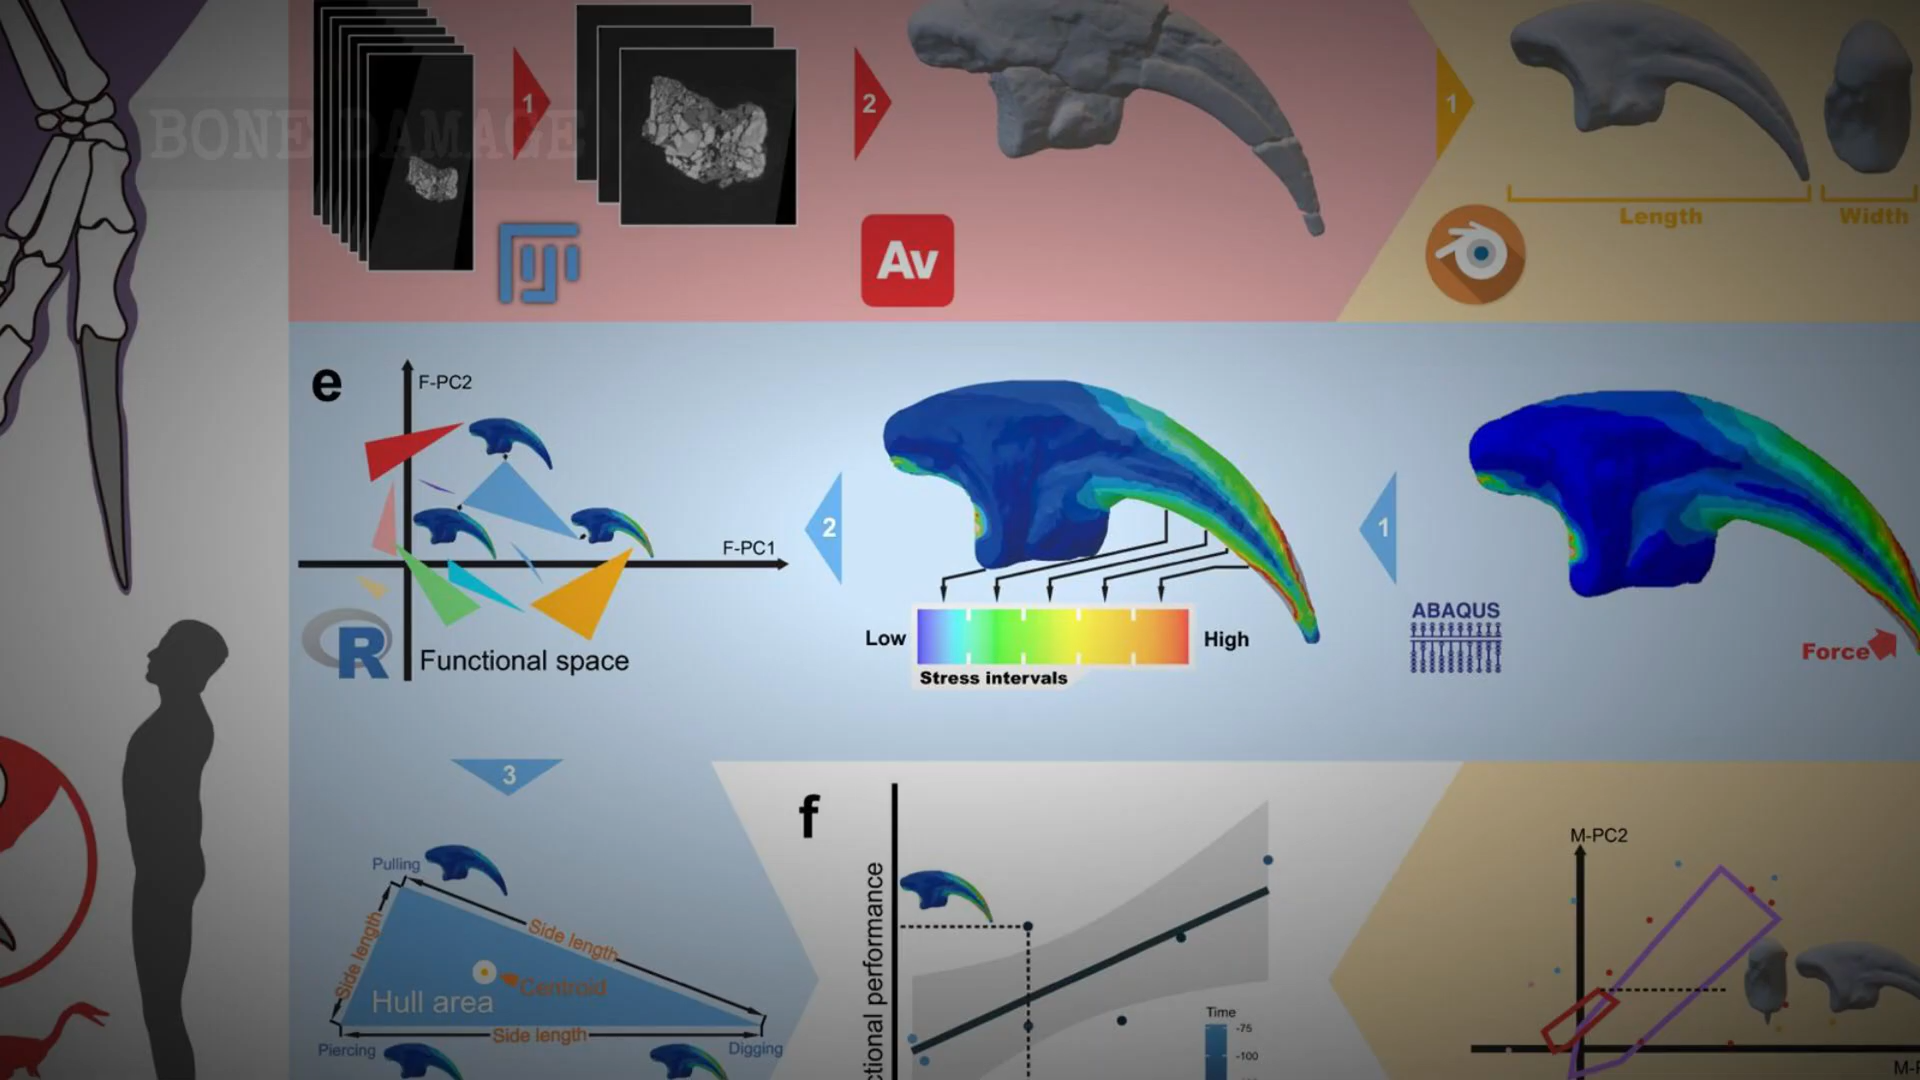 BONE DAMAGE
1
2
1
Av
Length
Width
e
F-PC2
F-PC1
R
Functional space
2
Low
High
Stress intervals
1
ABAQUS
Force
3
Pulling
Side length
Side length
Centroid
Hull area
Side length
Piercing
Digging
f
ctional performance
Time
-75
-100
M-PC2
M-P